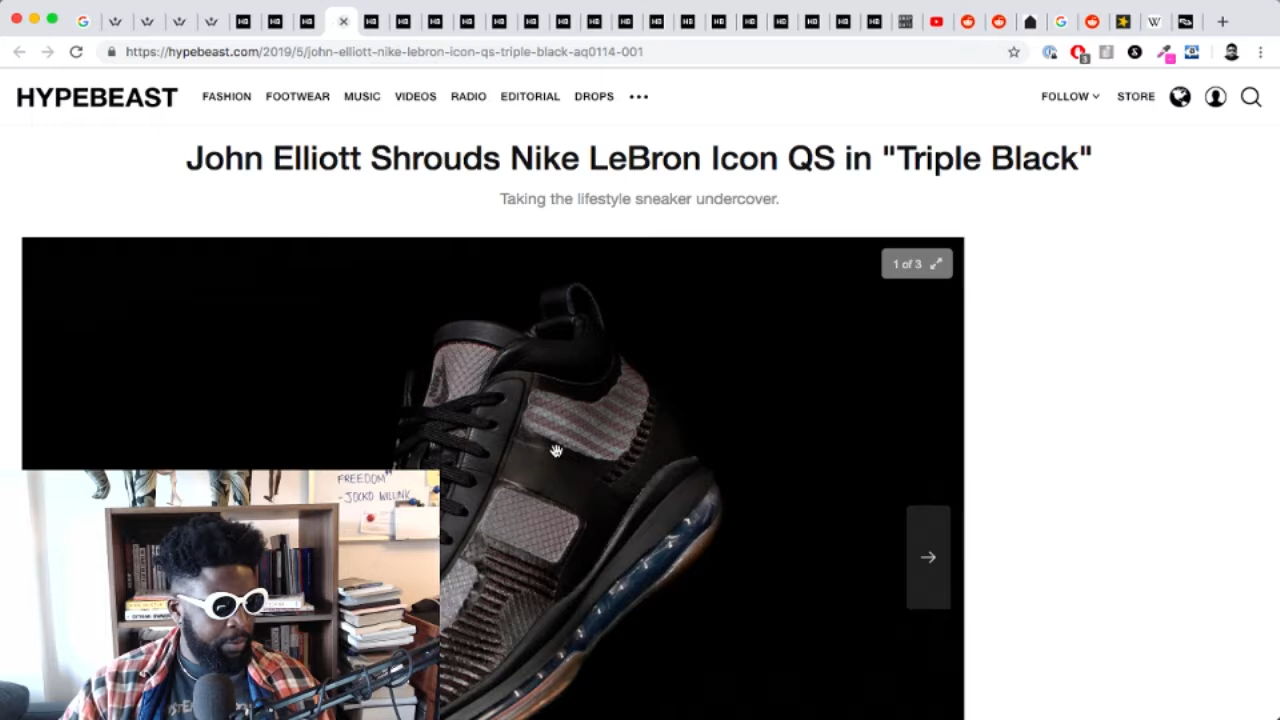 https://hypebeast.com/2019/5/john-elliott-nike-lebron-icon-qs-triple-black-aq0114-001
HYPEBEAST FASHION FOOTWEAR MUSIC VIDEOS RADIO EDITORIAL DROPS ••• FOLLOW STORE
John Elliott Shrouds Nike LeBron Icon QS in "Triple Black"
Taking the lifestyle sneaker undercover.
1 of 3
FREEDOM"
- JOCKO WILLINK